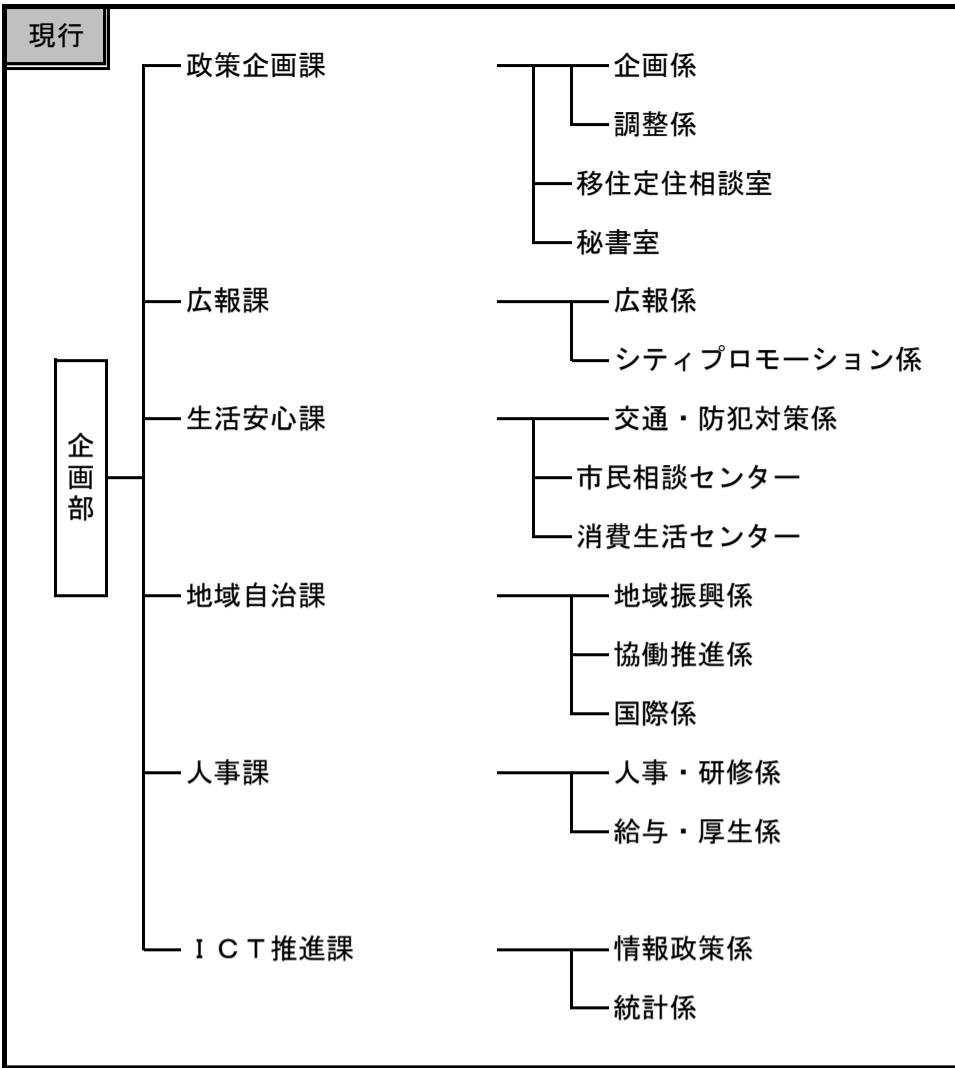 現行
政策企画課 企画係
調整係
移住定住相談室
秘書室
広報課 広報係
シティプロモーション係
企画部
生活安心課 交通・防犯対策係
市民相談センター
消費生活センター
地域自治課 地域振興係
協働推進係
国際係
人事課 人事・研修係
給与・厚生係
ＩＣＴ推進課 情報政策係
統計係